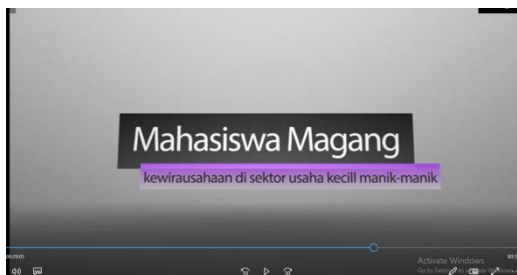 Mahasiswa Magang
kewirausahaan di sektor usaha kecill manik-manik
Activate Windows